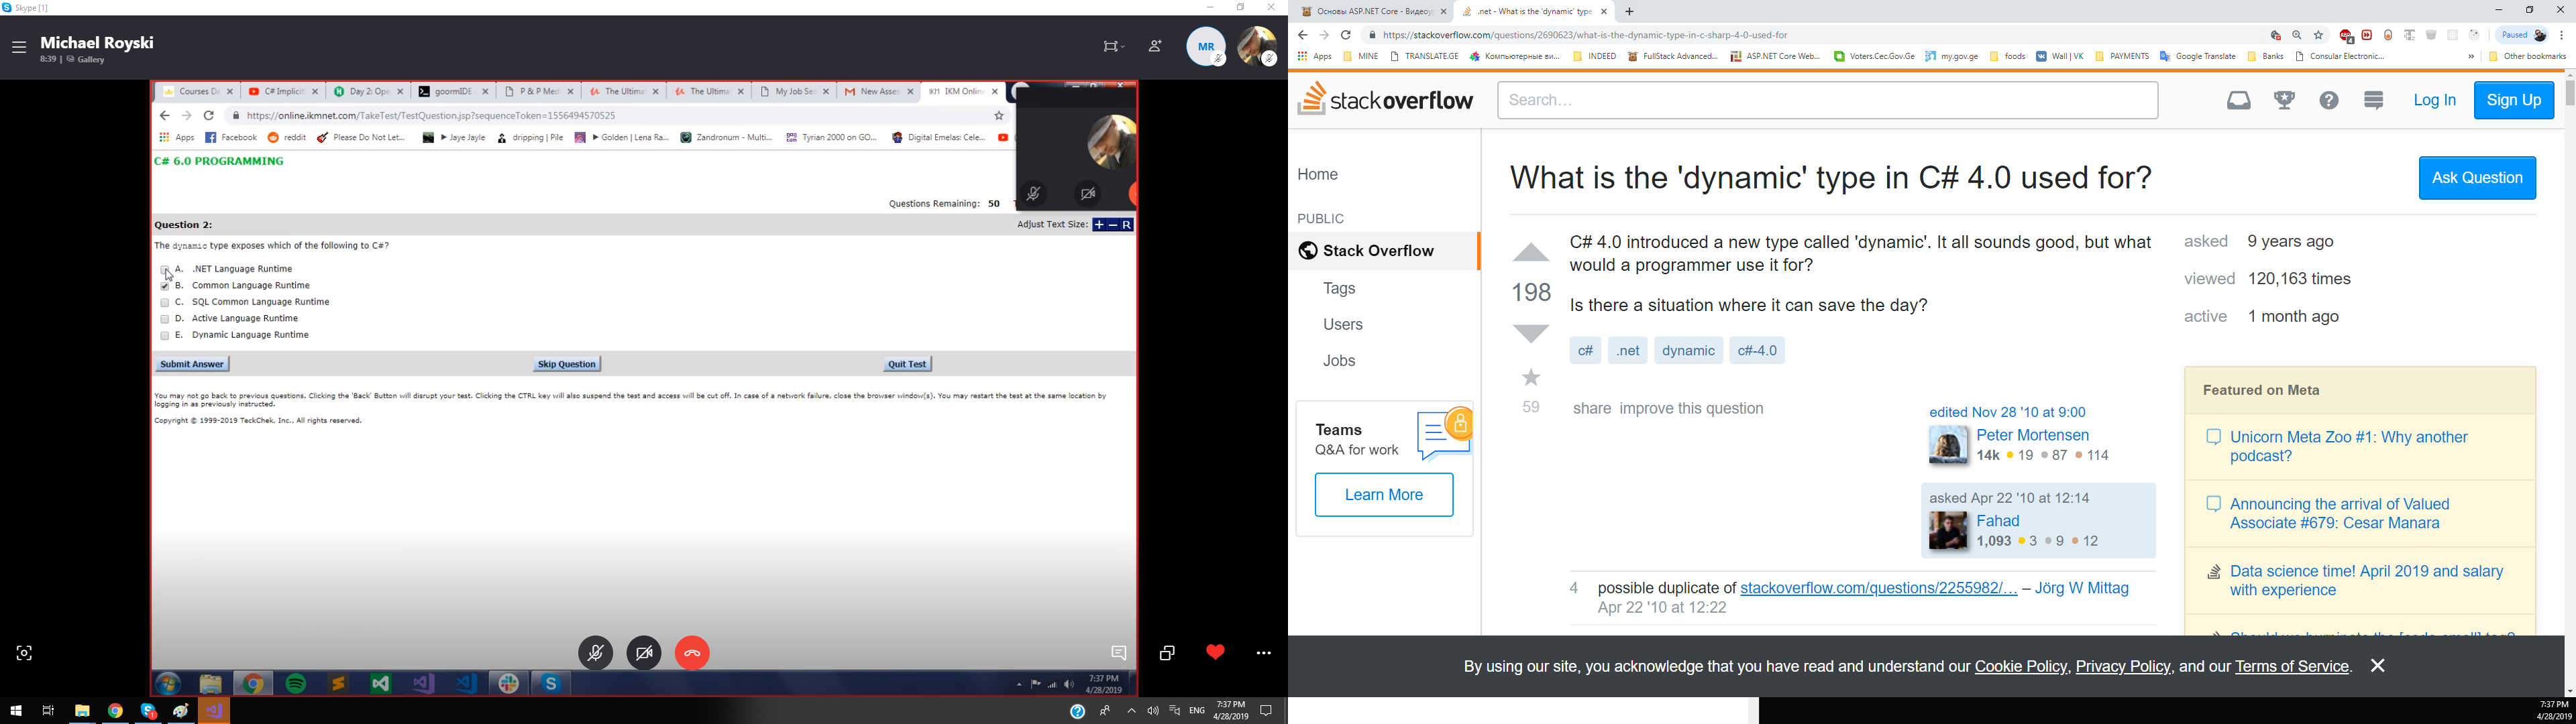 Skype [1]
Michael Royski
8:39 | Gallery
MR
Courses Da
C# Implicit
Day 2: Ope
goormIDE
P & P Med
The Ultima
The Ultima
My Job Sea
New Asses
IKM Online
https://online.ikmnet.com/TakeTest/TestQuestion.jsp?sequenceToken=1556494570525
Apps
Facebook
reddit
Please Do Not Let...
Jaye Jayle
dripping | Pile
Golden | Lena Ra...
Zandronum - Multi...
Tyrian 2000 on GO...
Digital Emelas: Cele...
C# 6.0 PROGRAMMING
Questions Remaining: 50
Question 2:
Adjust Text Size: + – R
The dynamic type exposes which of the following to C#?
A. .NET Language Runtime
B. Common Language Runtime
C. SQL Common Language Runtime
D. Active Language Runtime
E. Dynamic Language Runtime
Submit Answer
Skip Question
Quit Test
You may not go back to previous questions. Clicking the 'Back' Button will disrupt your test. Clicking the CTRL key will also suspend the test and access will be cut off. In case of a network failure, close the browser window(s). You may restart the test at the same location by
logging in as previously instructed.
Copyright © 1999-2019 TeckChek, Inc., All rights reserved.
7:37 PM
4/28/2019
ENG
7:37 PM
4/28/2019
Основы ASP.NET Core - Видеоу
.net - What is the 'dynamic' type
https://stackoverflow.com/questions/2690623/what-is-the-dynamic-type-in-c-sharp-4-0-used-for
Paused
Apps
MINE
TRANSLATE.GE
Компьютерные ви...
INDEED
FullStack Advanced...
ASP.NET Core Web...
Voters.Cec.Gov.Ge
my.gov.ge
foods
Wall | VK
PAYMENTS
Google Translate
Banks
Consular Electronic...
»
Other bookmarks
stackoverflow
Search...
Log In
Sign Up
Home
PUBLIC
Stack Overflow
Tags
Users
Jobs
Teams
Q&A for work
Learn More
What is the 'dynamic' type in C# 4.0 used for?
Ask Question
198
59
C# 4.0 introduced a new type called 'dynamic'. It all sounds good, but what
would a programmer use it for?
Is there a situation where it can save the day?
c#
.net
dynamic
c#-4.0
share improve this question
edited Nov 28 '10 at 9:00
Peter Mortensen
14k 19 87 114
asked Apr 22 '10 at 12:14
Fahad
1,093 3 9 12
4 possible duplicate of stackoverflow.com/questions/2255982/... – Jörg W Mittag
Apr 22 '10 at 12:22
asked 9 years ago
viewed 120,163 times
active 1 month ago
Featured on Meta
Unicorn Meta Zoo #1: Why another
podcast?
Announcing the arrival of Valued
Associate #679: Cesar Manara
Data science time! April 2019 and salary
with experience
By using our site, you acknowledge that you have read and understand our Cookie Policy, Privacy Policy, and our Terms of Service.
7:37 PM
4/28/2019